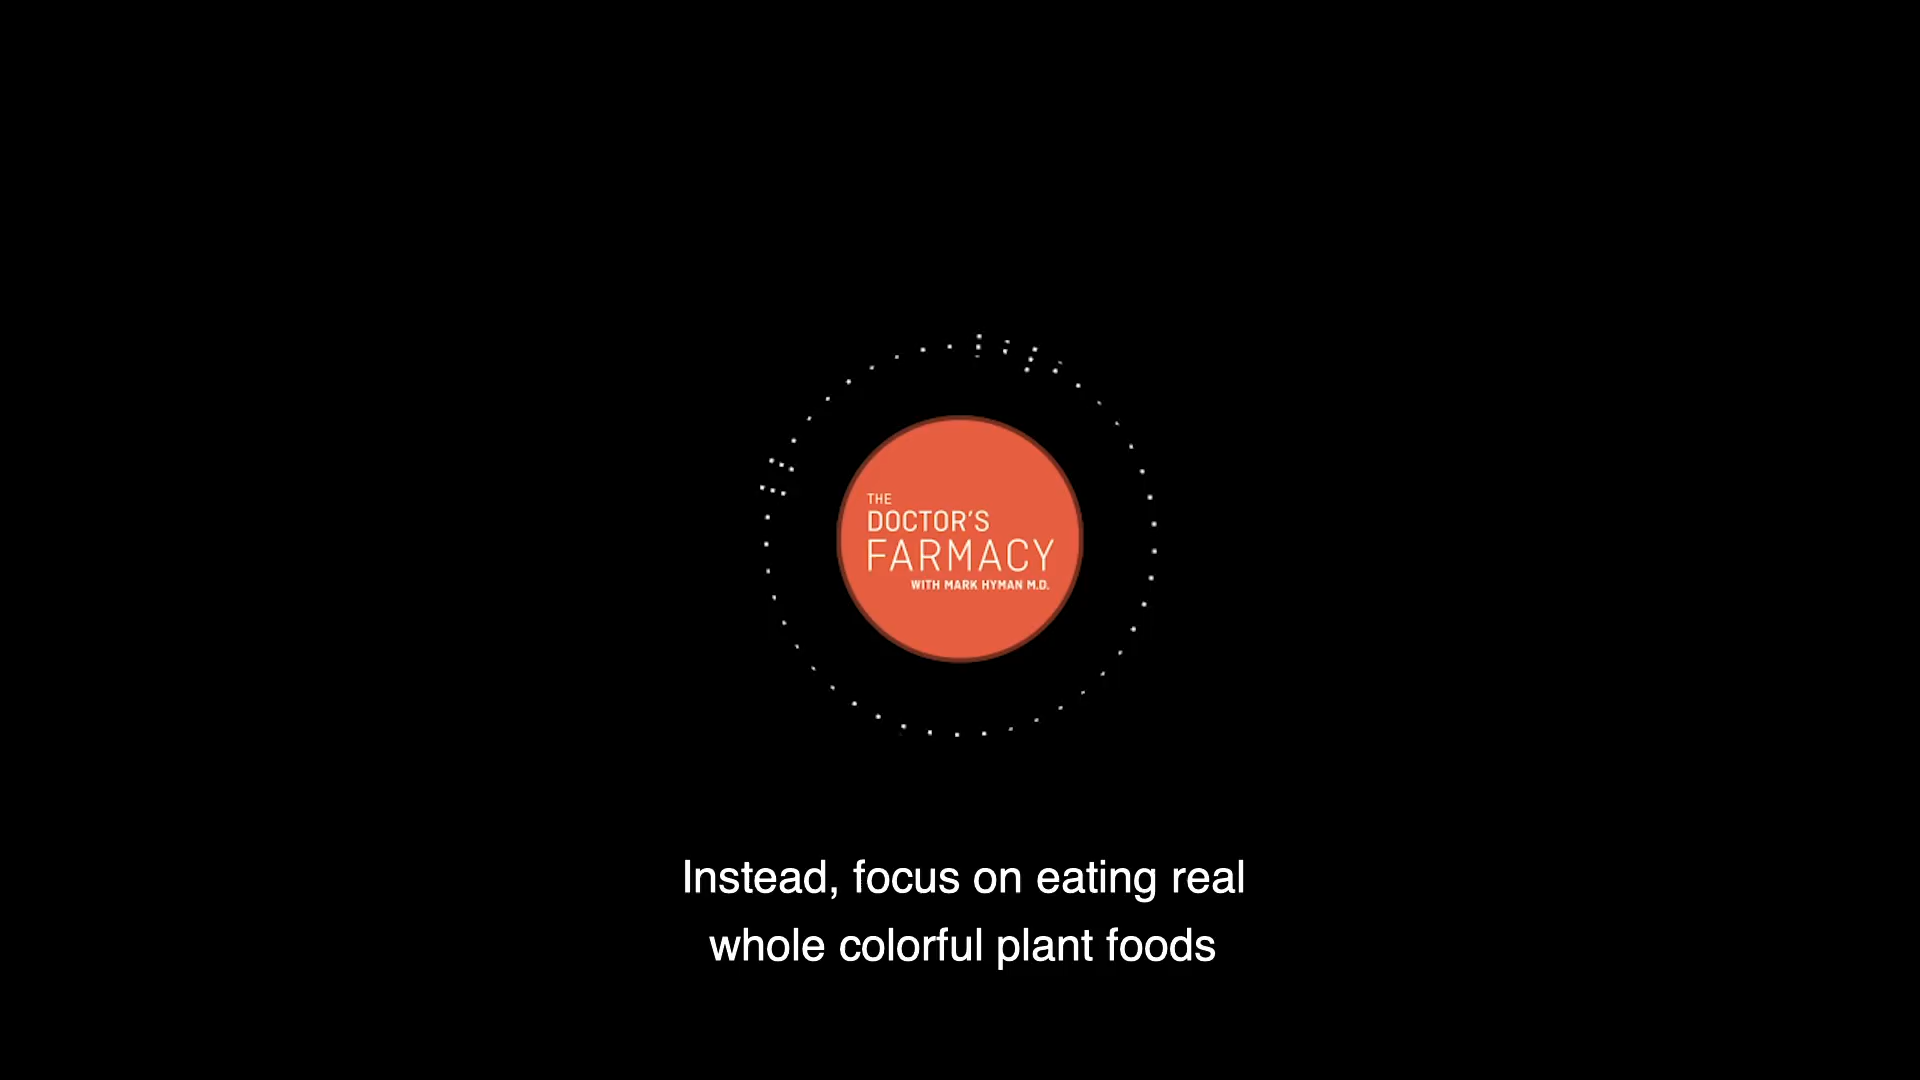 THE
DOCTOR'S
FARMACY
WITH MARK HYMAN M.D.
Instead, focus on eating real
whole colorful plant foods